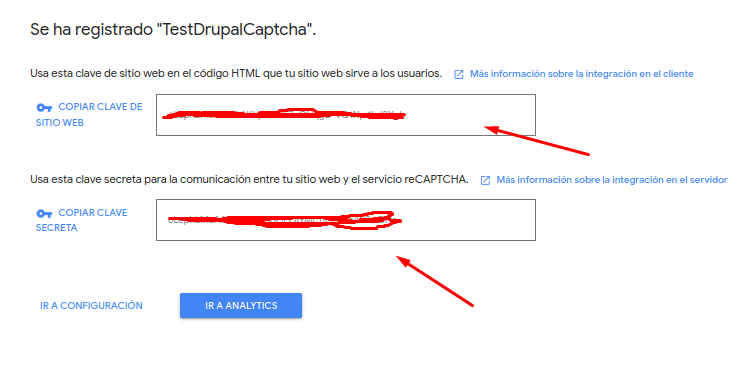 Se ha registrado "TestDrupalCaptcha".
Usa esta clave de sitio web en el código HTML que tu sitio web sirve a los usuarios. Más información sobre la integración en el cliente
COPIAR CLAVE DE
SITIO WEB
Usa esta clave secreta para la comunicación entre tu sitio web y el servicio reCAPTCHA. Más información sobre la integración en el servidor
COPIAR CLAVE
SECRETA
IR A CONFIGURACIÓN IR A ANALYTICS